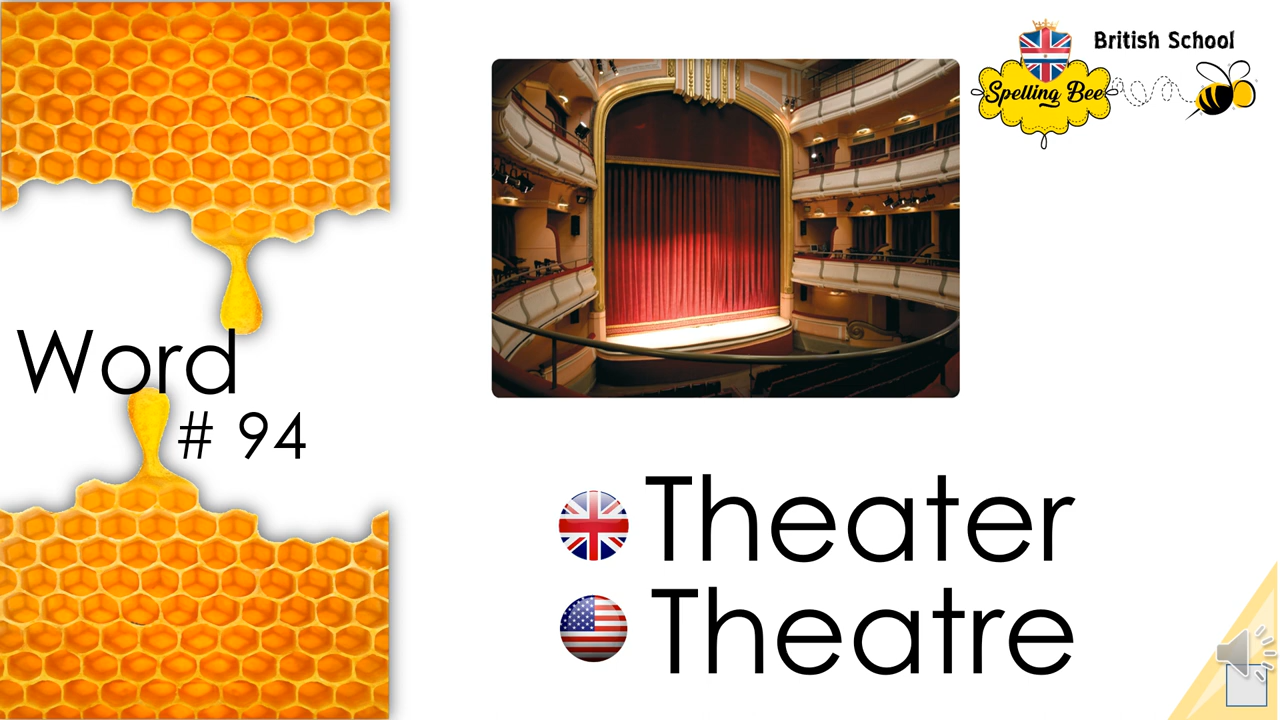 British School
Spelling Bee
Word
# 94
Theater
Theatre